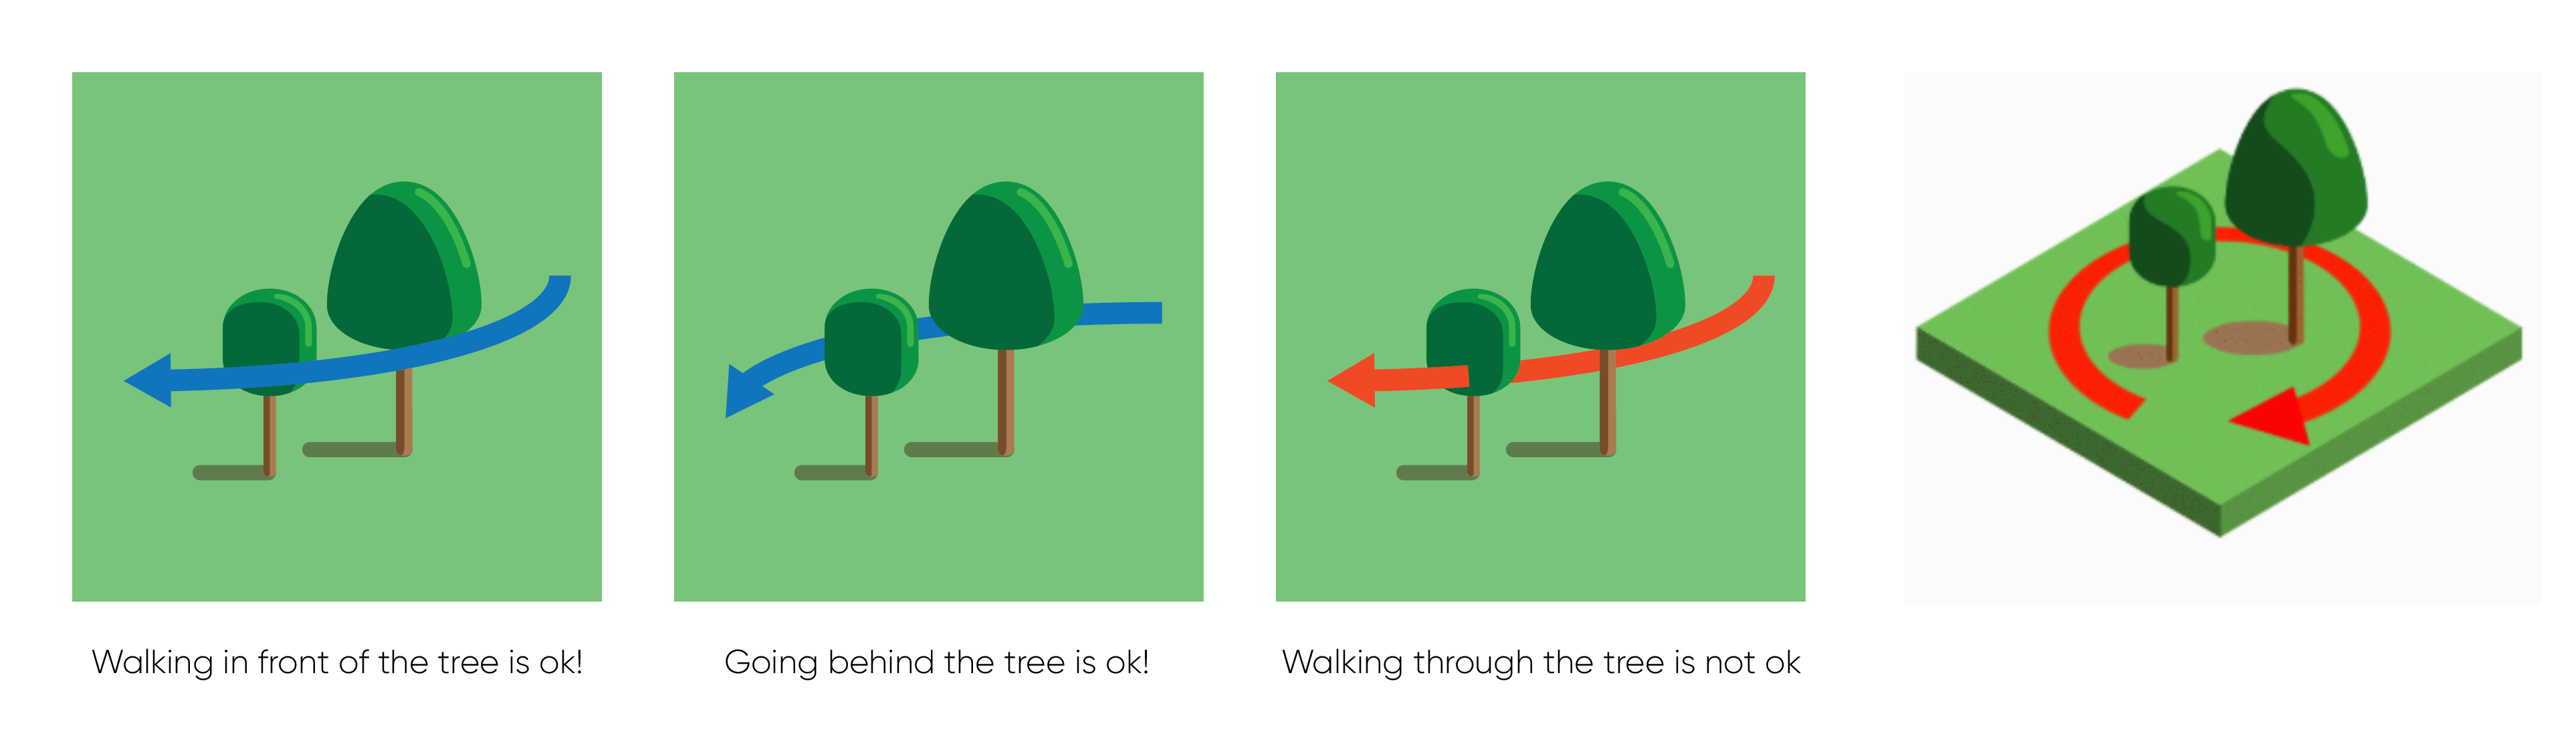 Walking in front of the tree is ok!
Going behind the tree is ok!
Walking through the tree is not ok